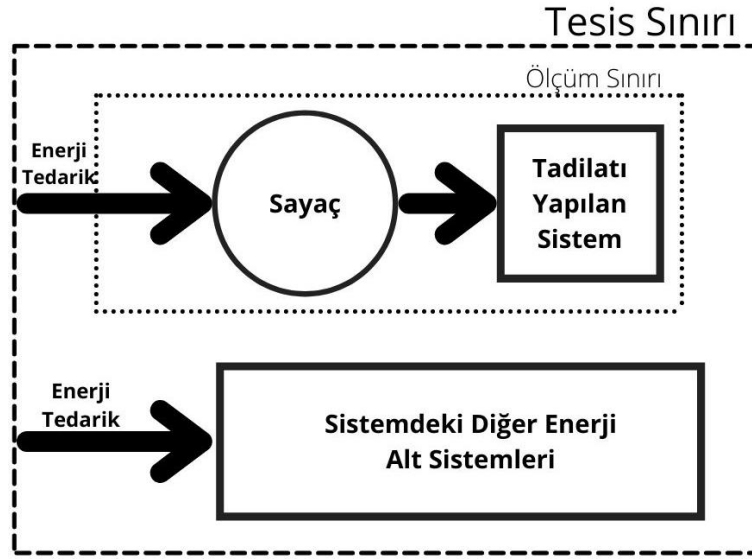 Tesis Sınırı
Ölçüm Sınırı
Enerji
Tedarik
Sayaç
Tadilatı
Yapılan
Sistem
Enerji
Tedarik
Sistemdeki Diğer Enerji
Alt Sistemleri